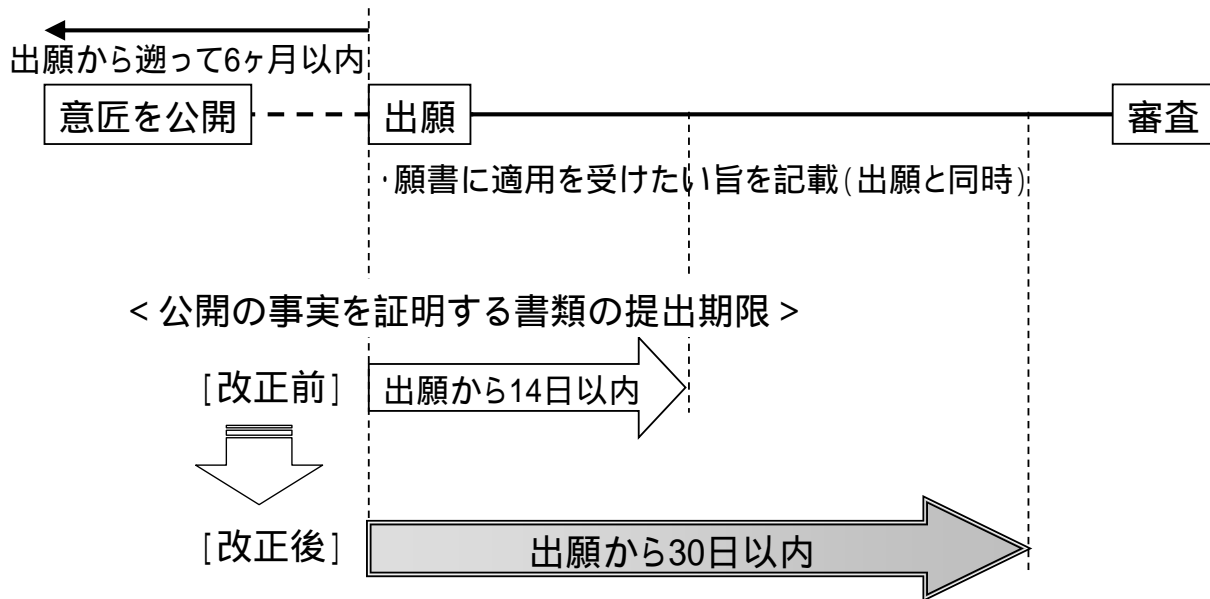 出願から遡って6ヶ月以内
意匠を公開
出願
審査
・願書に適用を受けたい旨を記載(出願と同時)
<公開の事実を証明する書類の提出期限>
[改正前]
出願から14日以内
[改正後]
出願から30日以内